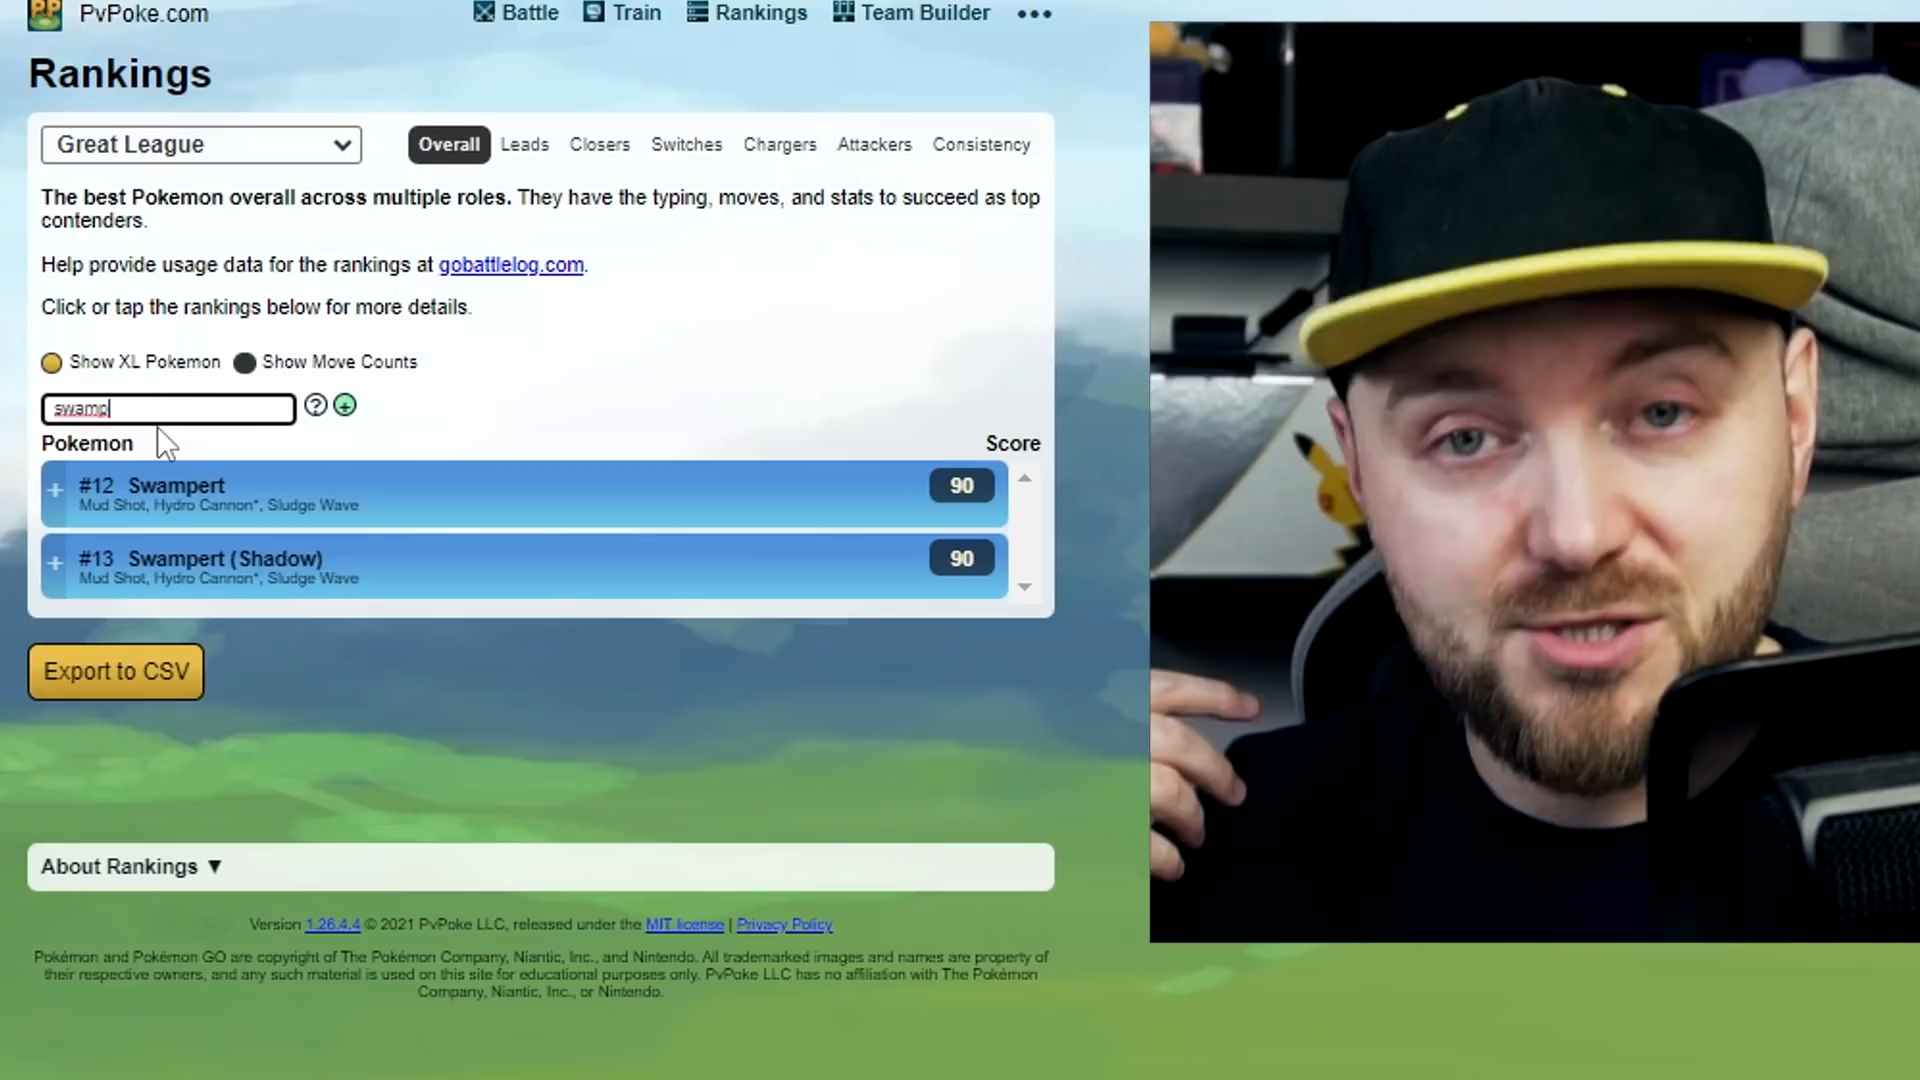 PvPoke.com
Battle
Train
Rankings
Team Builder
Rankings
Great League
Overall
Leads
Closers
Switches
Chargers
Attackers
Consistency
The best Pokemon overall across multiple roles. They have the typing, moves, and stats to succeed as top
contenders.
Help provide usage data for the rankings at gobattlelog.com.
Click or tap the rankings below for more details.
Show XL Pokemon
Show Move Counts
swamp
Pokemon
Score
#12 Swampert
90
Mud Shot, Hydro Cannon*, Sludge Wave
#13 Swampert (Shadow)
90
Mud Shot, Hydro Cannon*, Sludge Wave
Export to CSV
About Rankings ▼
Version 1.26.4.4 © 2021 PvPoke LLC, released under the MIT license | Privacy Policy
Pokémon and Pokémon GO are copyright of The Pokémon Company, Niantic, Inc., and Nintendo. All trademarked images and names are property of
their respective owners, and any such material is used on this site for educational purposes only. PvPoke LLC has no affiliation with The Pokémon
Company, Niantic, Inc., or Nintendo.